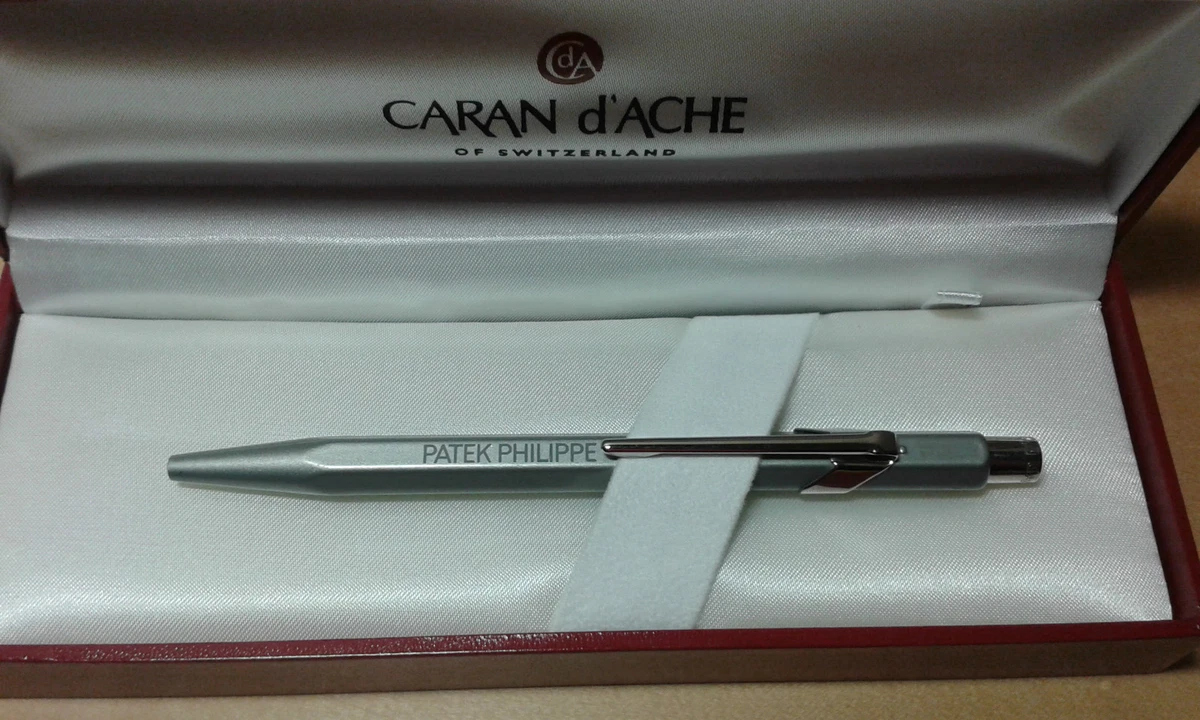 CdA
CARAN d'ACHE
OF SWITZERLAND
PATEK PHILIPPE